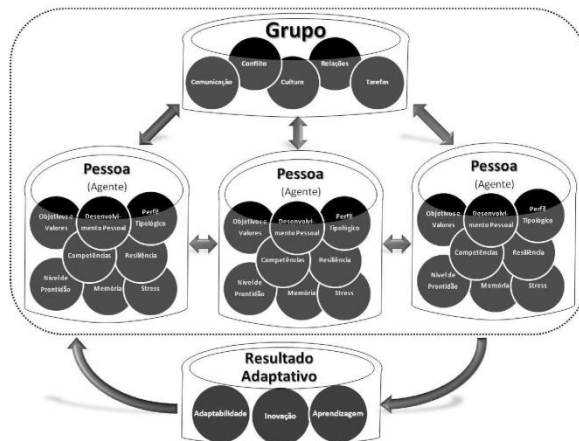 Grupo
Conflito
Relações
Comunicação
Cultura
Tarefas
Pessoa
(Agente)
Objetivos e
Valores
Desenvolvi-
mento Pessoal
Perfil
Tipológico
Competências
Resiliência
Nível de
Prontidão
Memória
Stress
Pessoa
(Agente)
Objetivos e
Valores
Desenvolvi-
mento Pessoal
Perfil
Tipológico
Competências
Resiliência
Nível de
Prontidão
Memória
Stress
Pessoa
(Agente)
Objetivos e
Valores
Desenvolvi-
mento Pessoal
Perfil
Tipológico
Competências
Resiliência
Nível de
Prontidão
Memória
Stress
Resultado
Adaptativo
Adaptabilidade
Inovação
Aprendizagem